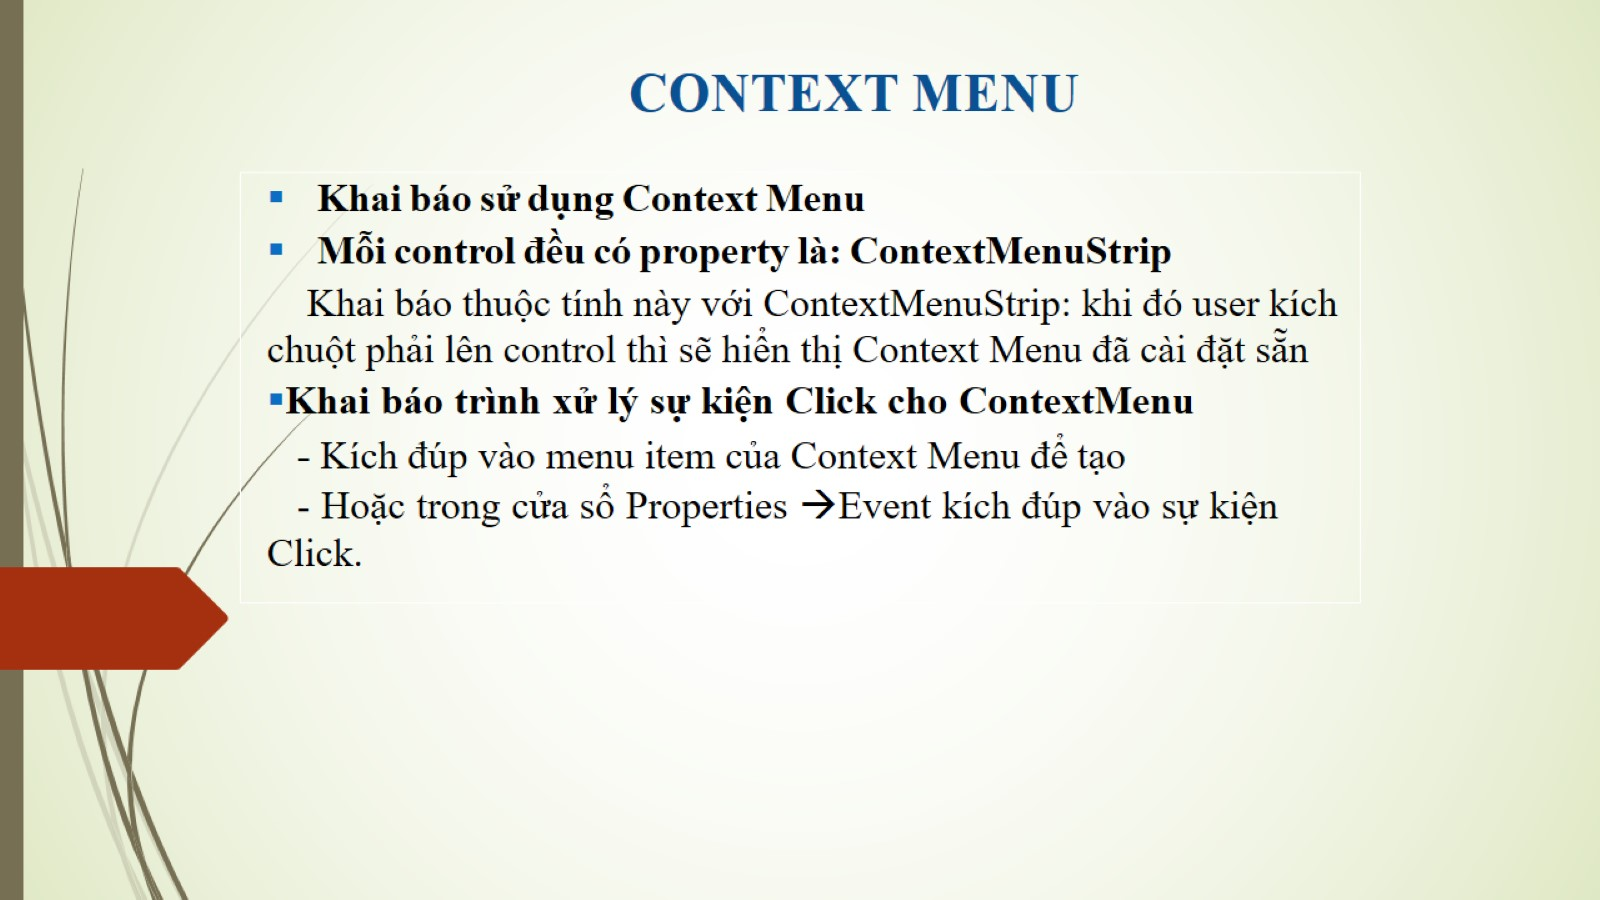 CONTEXT MENU
▪ Khai báo sử dụng Context Menu
▪ Mỗi control đều có property là: ContextMenuStrip
Khai báo thuộc tính này với ContextMenuStrip: khi đó user kích
chuột phải lên control thì sẽ hiển thị Context Menu đã cài đặt sẵn
▪Khai báo trình xử lý sự kiện Click cho ContextMenu
- Kích đúp vào menu item của Context Menu để tạo
- Hoặc trong cửa sổ Properties →Event kích đúp vào sự kiện
Click.